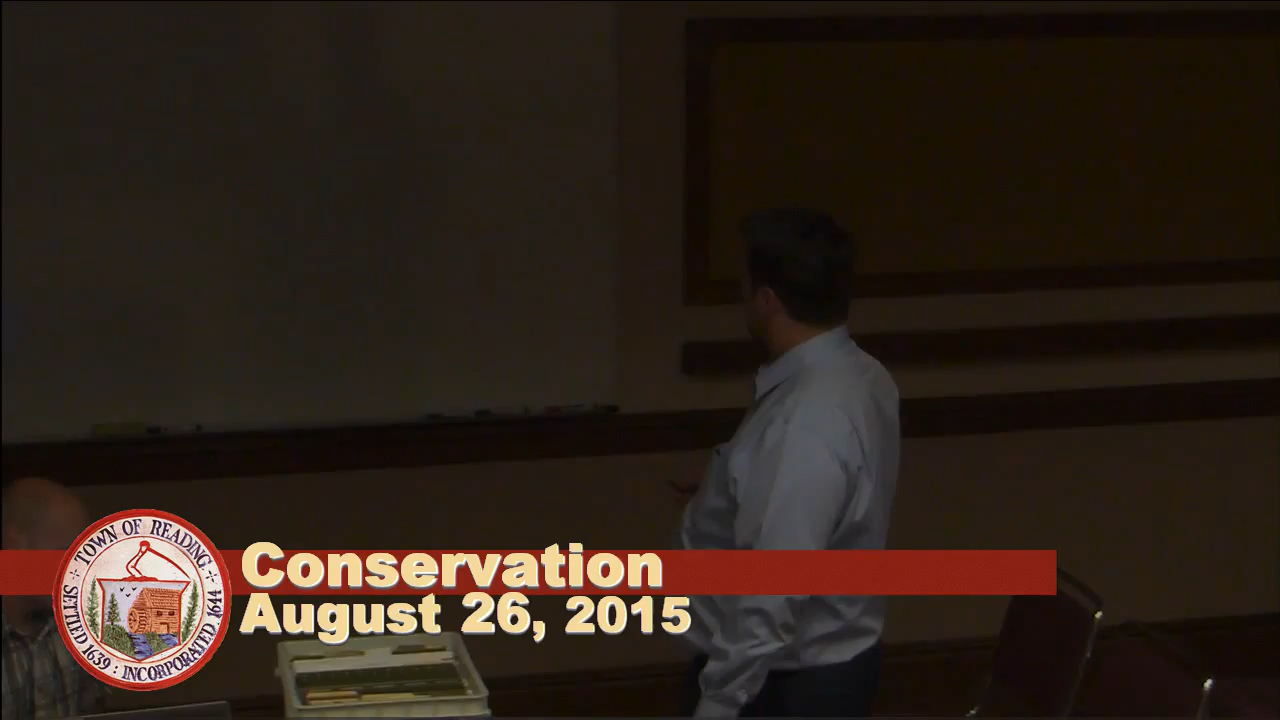 TOWN OF READING
SETTLED 1639 : INCORPORATED 1644
Conservation
August 26, 2015